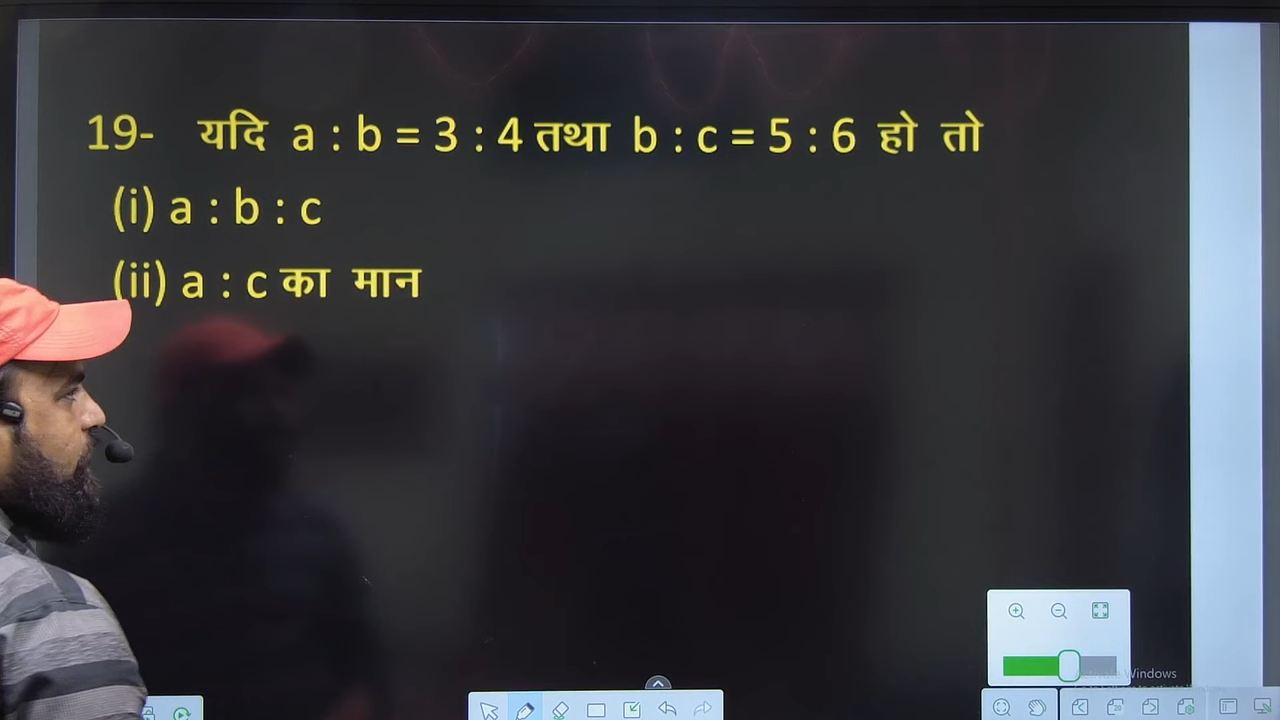 19- यदि a : b = 3 : 4 तथा b : c = 5 : 6 हो तो
(i) a : b : c
(ii) a : c का मान